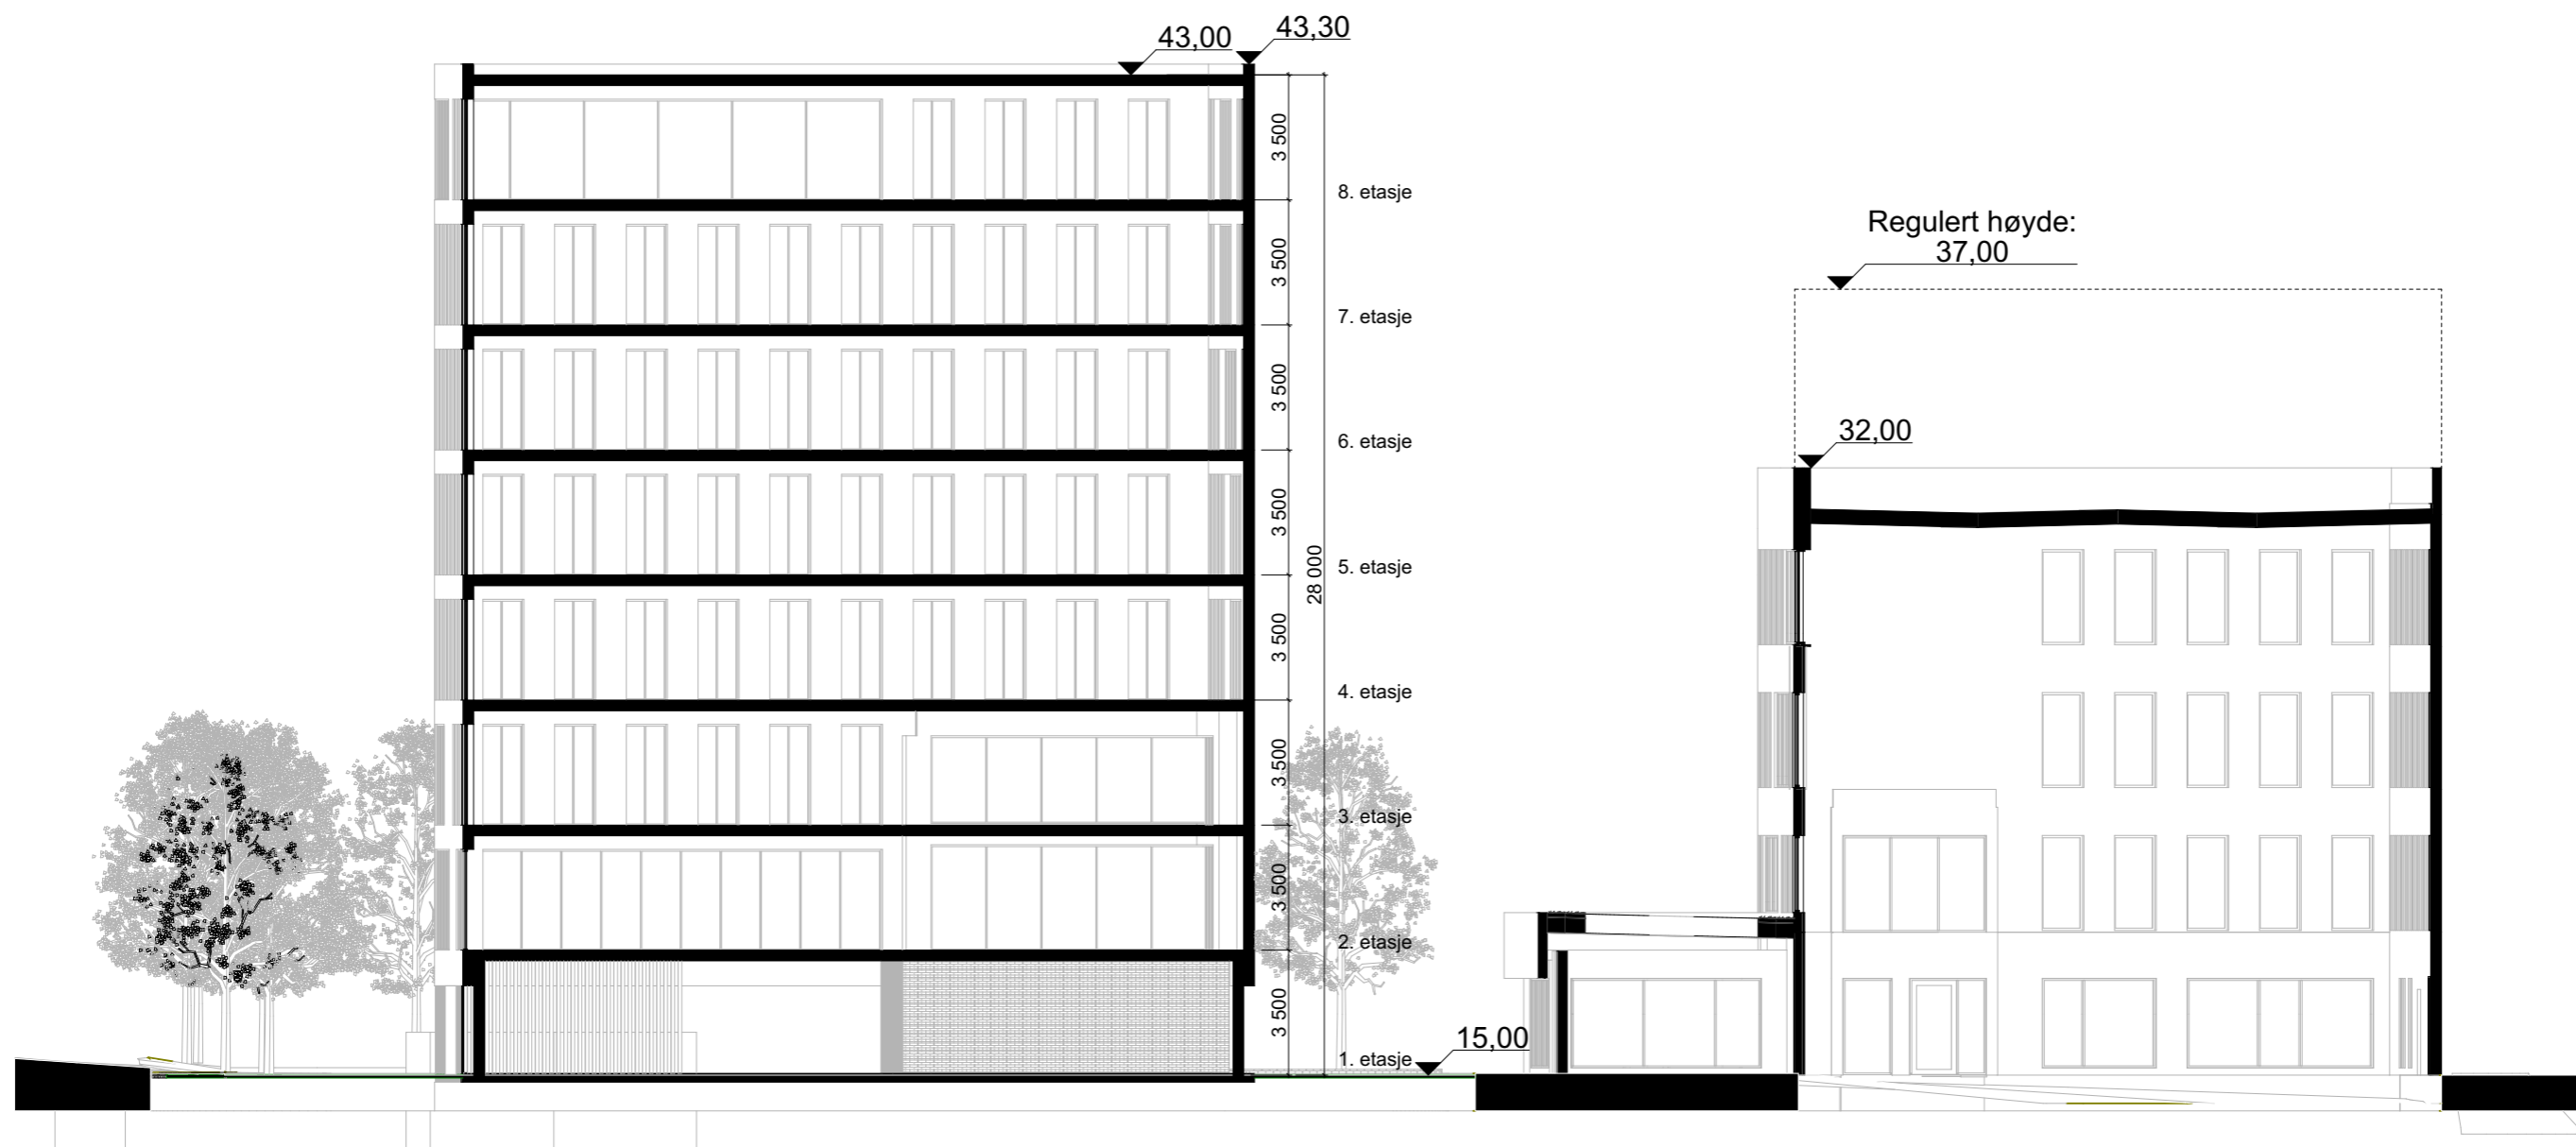 43,00
43,30
3 500
8. etasje
3 500
7. etasje
3 500
6. etasje
3 500
5. etasje
3 500
4. etasje
3 500
3. etasje
3 500
2. etasje
3 500
1. etasje
28 000
15,00
Regulert høyde:
37,00
32,00